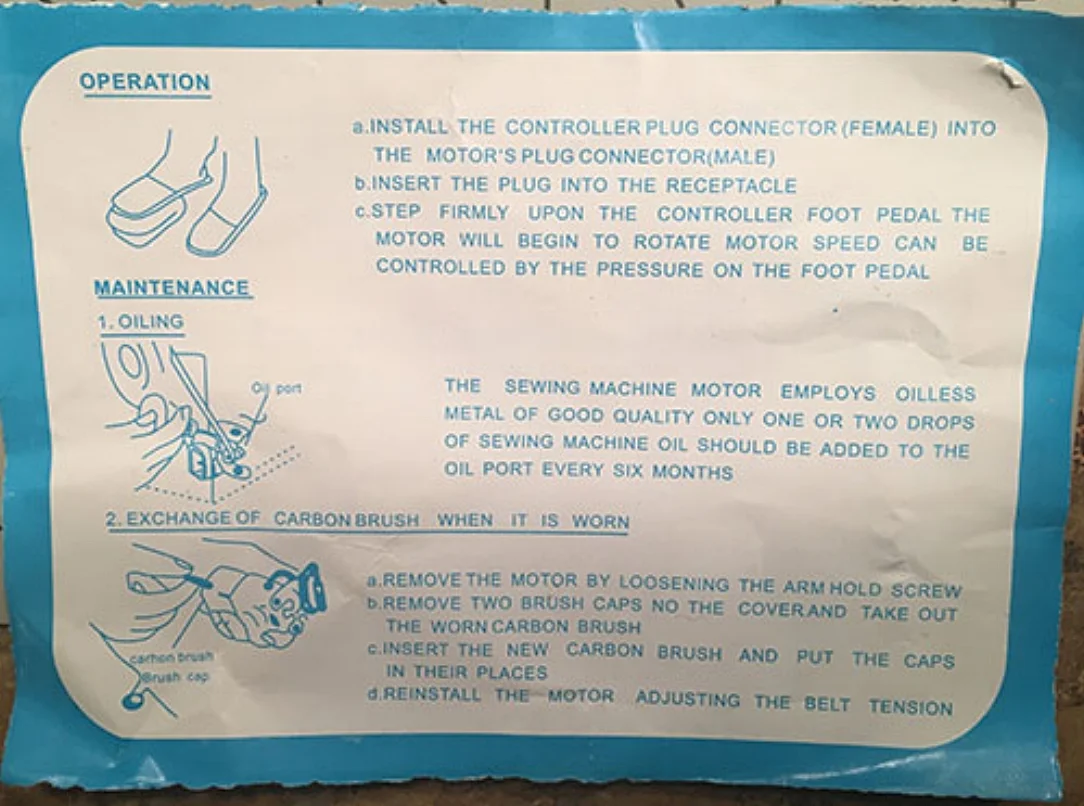 OPERATION
a.INSTALL THE CONTROLLER PLUG CONNECTOR (FEMALE) INTO
THE MOTOR'S PLUG CONNECTOR(MALE)
b.INSERT THE PLUG INTO THE RECEPTACLE
c.STEP FIRMLY UPON THE CONTROLLER FOOT PEDAL THE
MOTOR WILL BEGIN TO ROTATE MOTOR SPEED CAN BE
CONTROLLED BY THE PRESSURE ON THE FOOT PEDAL
MAINTENANCE
1. OILING
Oil port
THE SEWING MACHINE MOTOR EMPLOYS OILLESS
METAL OF GOOD QUALITY ONLY ONE OR TWO DROPS
OF SEWING MACHINE OIL SHOULD BE ADDED TO THE
OIL PORT EVERY SIX MONTHS
2. EXCHANGE OF CARBON BRUSH WHEN IT IS WORN
a.REMOVE THE MOTOR BY LOOSENING THE ARM HOLD SCREW
b.REMOVE TWO BRUSH CAPS NO THE COVER AND TAKE OUT
THE WORN CARBON BRUSH
c.INSERT THE NEW CARBON BRUSH AND PUT THE CAPS
IN THEIR PLACES
d.REINSTALL THE MOTOR ADJUSTING THE BELT TENSION
carhon brush
Brush cap